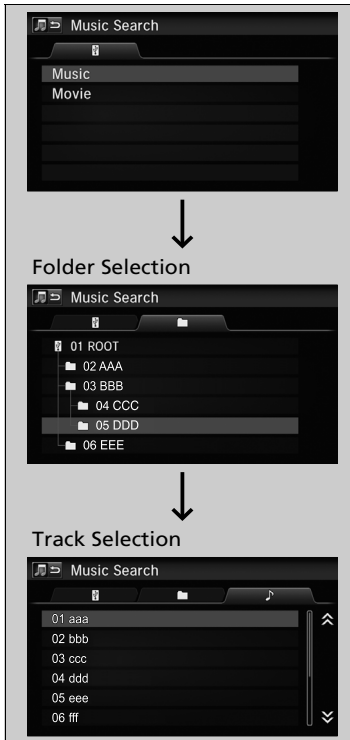 Music Search
Music
Movie
Folder Selection
Music Search
01 ROOT
02 AAA
03 BBB
04 CCC
05 DDD
06 EEE
Track Selection
Music Search
01 aaa
02 bbb
03 ccc
04 ddd
05 eee
06 fff